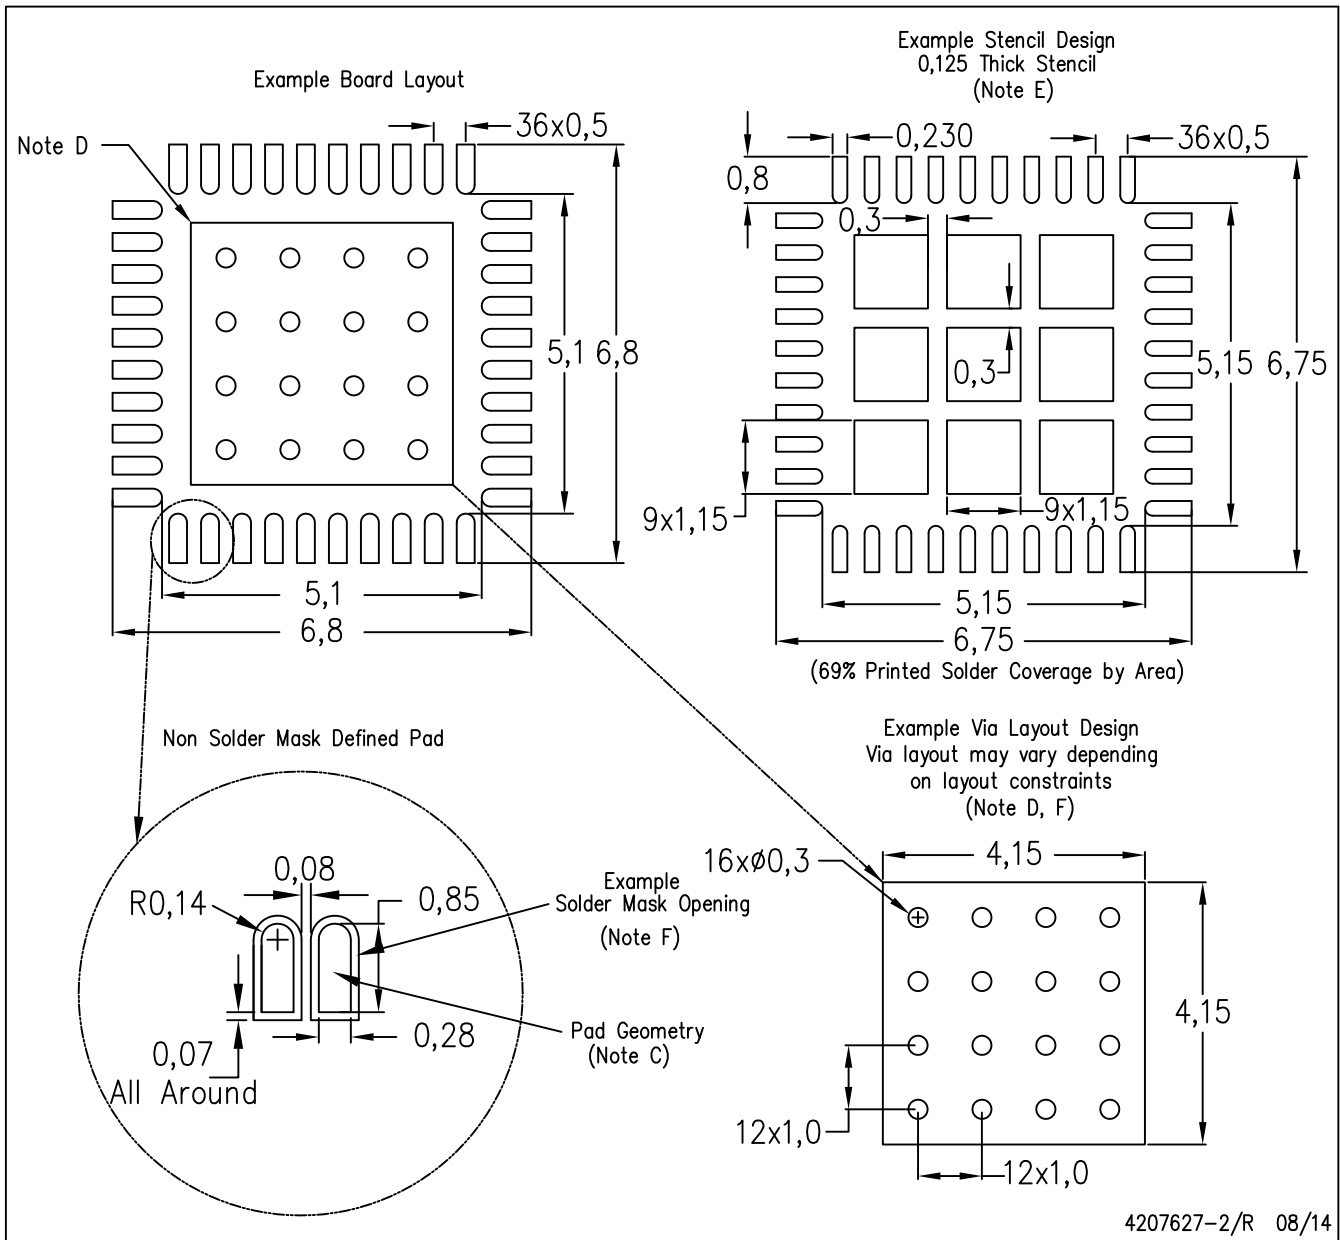 Example Board Layout
Note D
36x0,5
5,1
6,8
5,1
6,8
Example Stencil Design
0,125 Thick Stencil
(Note E)
0,230
36x0,5
0,8
0,3
0,3
5,15
6,75
9x1,15
9x1,15
5,15
6,75
(69% Printed Solder Coverage by Area)
Non Solder Mask Defined Pad
0,08
R0,14
0,85
Example
Solder Mask Opening
(Note F)
Pad Geometry
(Note C)
0,28
0,07
All Around
Example Via Layout Design
Via layout may vary depending
on layout constraints
(Note D, F)
16xø0,3
4,15
4,15
12x1,0
12x1,0
4207627-2/R 08/14